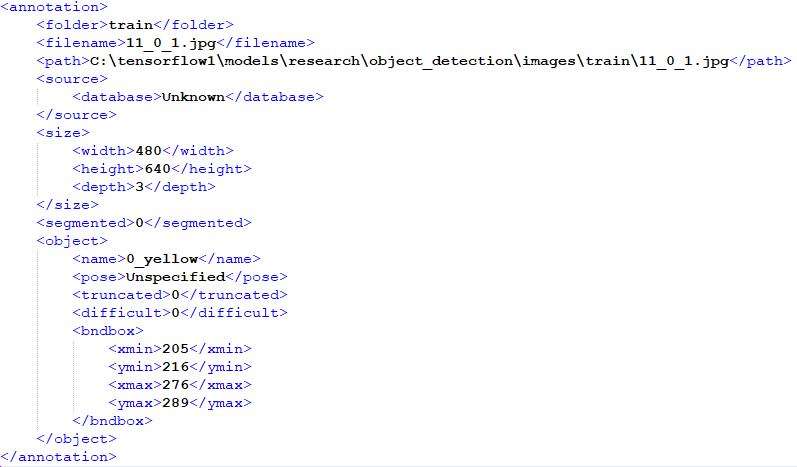 <annotation>
    <folder>train</folder>
    <filename>11_0_1.jpg</filename>
    <path>C:\tensorflow1\models\research\object_detection\images\train\11_0_1.jpg</path>
    <source>
        <database>Unknown</database>
    </source>
    <size>
        <width>480</width>
        <height>640</height>
        <depth>3</depth>
    </size>
    <segmented>0</segmented>
    <object>
        <name>0_yellow</name>
        <pose>Unspecified</pose>
        <truncated>0</truncated>
        <difficult>0</difficult>
        <bndbox>
            <xmin>205</xmin>
            <ymin>216</ymin>
            <xmax>276</xmax>
            <ymax>289</ymax>
        </bndbox>
    </object>
</annotation>